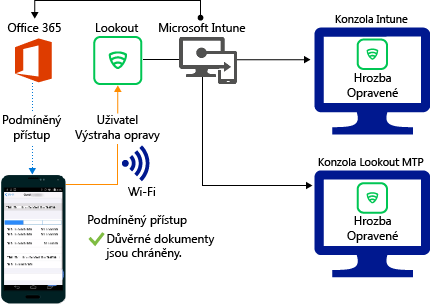 Office 365
Lookout
Microsoft Intune
Konzola Intune
Hrozba
Opravené
Podmíněný
přístup
Uživatel
Výstraha opravy
Wi-Fi
Konzola Lookout MTP
Hrozba
Opravené
Podmíněný přístup
Důvěrné dokumenty
jsou chráněny.